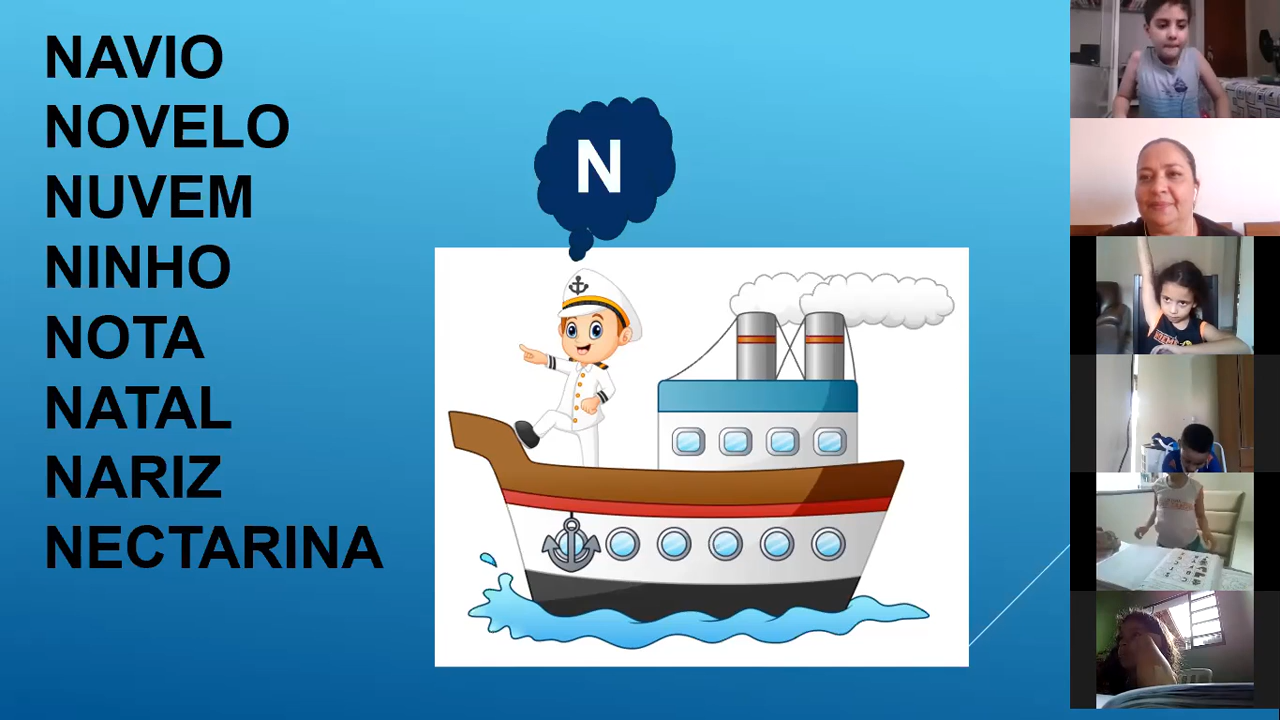 NAVIO
NOVELO
NUVEM
NINHO
NOTA
NATAL
NARIZ
NECTARINA
N